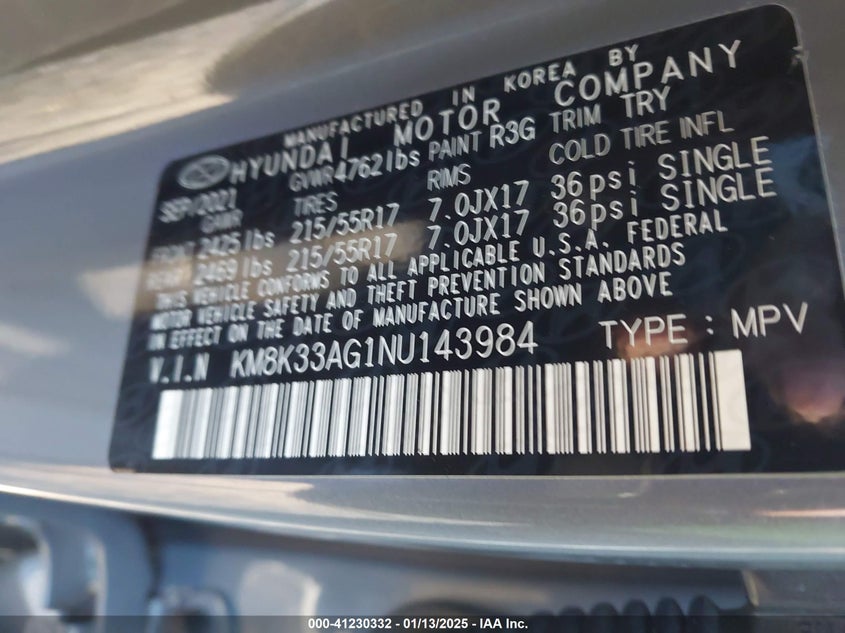 MANUFACTURED IN KOREA BY
HYUNDAI MOTOR COMPANY
SEP/2021 GVWR4762lbs PAINT R3G TRIM TRY
GAWR TIRES RIMS COLD TIRE INFL
FRONT 2425lbs 215/55R17 7.0JX17 36psi SINGLE
REAR 2469lbs 215/55R17 7.0JX17 36psi SINGLE
THIS VEHICLE CONFORMS TO ALL APPLICABLE U.S.A. FEDERAL
MOTOR VEHICLE SAFETY AND THEFT PREVENTION STANDARDS
IN EFFECT ON THE DATE OF MANUFACTURE SHOWN ABOVE
V.I.N KM8K33AG1NU143984 TYPE : MPV
000-41230332 - 01/13/2025 - IAA Inc.